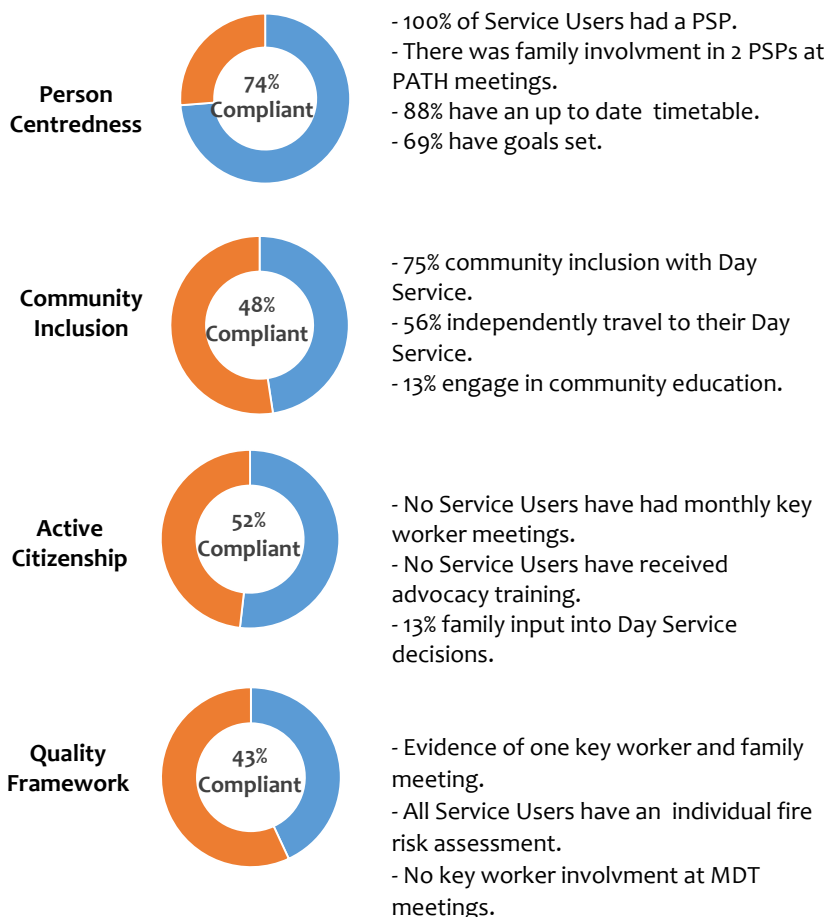 Person
Centredness
74%
Compliant
- 100% of Service Users had a PSP.
- There was family involvment in 2 PSPs at
PATH meetings.
- 88% have an up to date timetable.
- 69% have goals set.
Community
Inclusion
48%
Compliant
- 75% community inclusion with Day
Service.
- 56% independently travel to their Day
Service.
- 13% engage in community education.
Active
Citizenship
52%
Compliant
- No Service Users have had monthly key
worker meetings.
- No Service Users have received
advocacy training.
- 13% family input into Day Service
decisions.
Quality
Framework
43%
Compliant
- Evidence of one key worker and family
meeting.
- All Service Users have an individual fire
risk assessment.
- No key worker involvment at MDT
meetings.